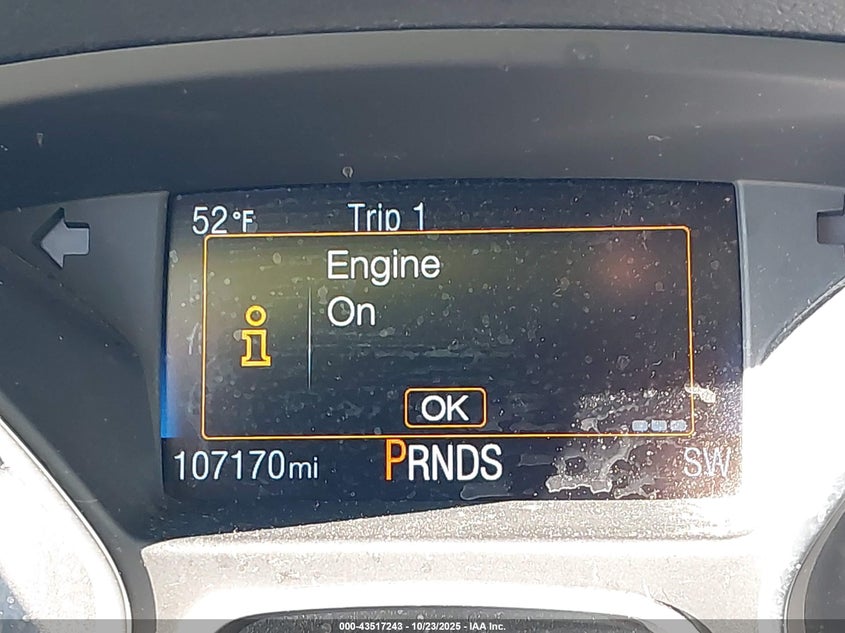 52°F Trip 1
Engine
On
OK
107170mi PRNDS SW
000-43517243 - 10/23/2025 - IAA Inc.